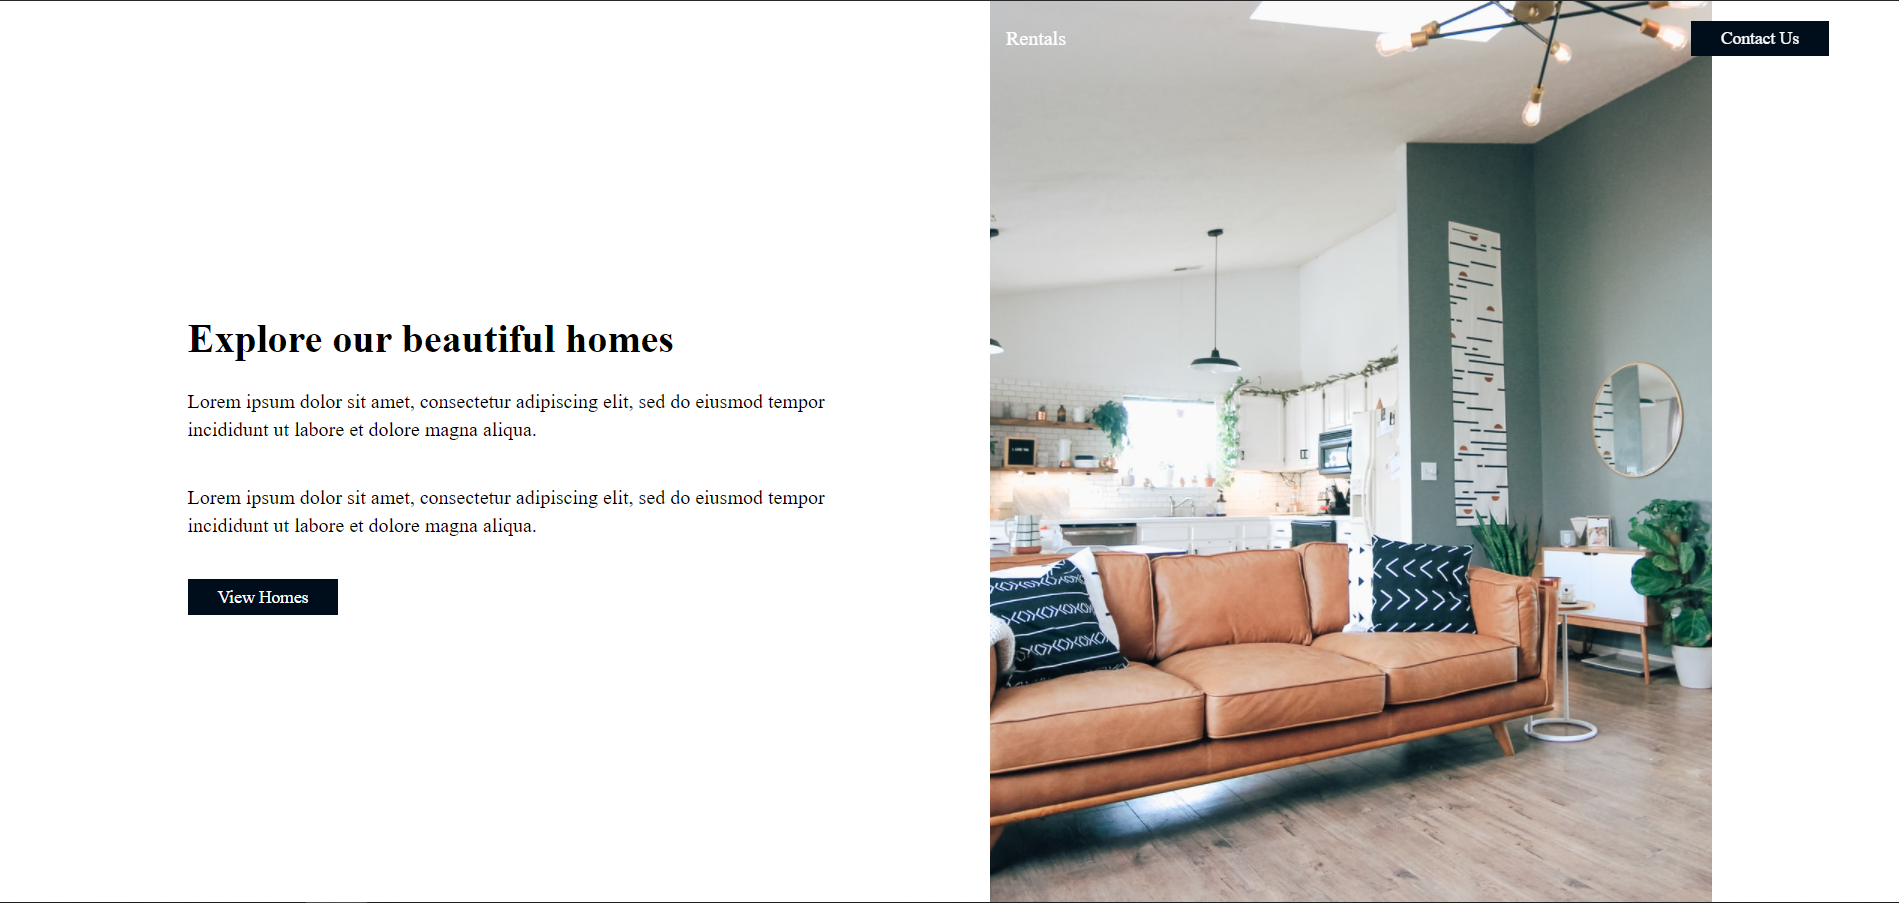 Rentals
Contact Us
Explore our beautiful homes
Lorem ipsum dolor sit amet, consectetur adipiscing elit, sed do eiusmod tempor
incididunt ut labore et dolore magna aliqua.
Lorem ipsum dolor sit amet, consectetur adipiscing elit, sed do eiusmod tempor
incididunt ut labore et dolore magna aliqua.
View Homes